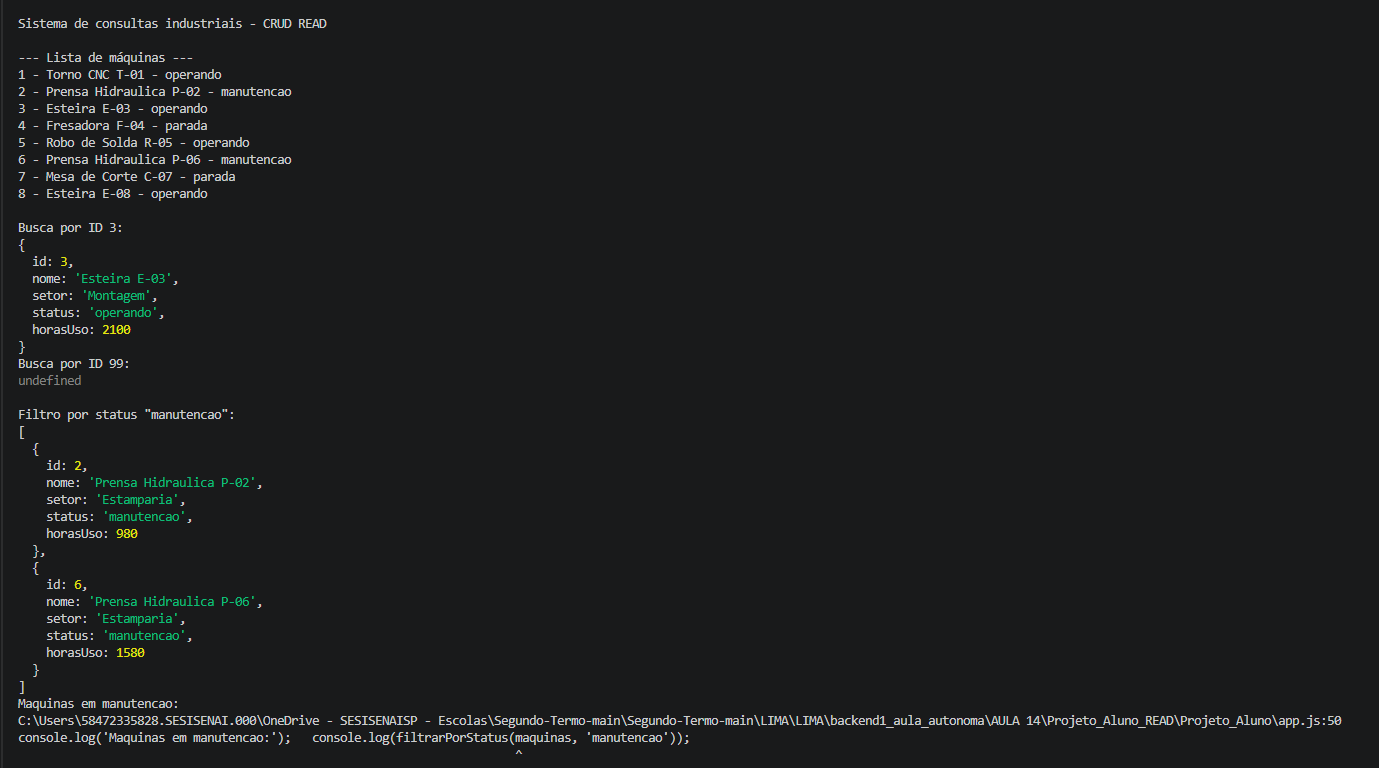 Sistema de consultas industriais - CRUD READ
--- Lista de máquinas ---
1 - Torno CNC T-01 - operando
2 - Prensa Hidraulica P-02 - manutencao
3 - Esteira E-03 - operando
4 - Fresadora F-04 - parada
5 - Robo de Solda R-05 - operando
6 - Prensa Hidraulica P-06 - manutencao
7 - Mesa de Corte C-07 - parada
8 - Esteira E-08 - operando
Busca por ID 3:
{
  id: 3,
  nome: 'Esteira E-03',
  setor: 'Montagem',
  status: 'operando',
  horasUso: 2100
}
Busca por ID 99:
undefined
Filtro por status "manutencao":
[
  {
    id: 2,
    nome: 'Prensa Hidraulica P-02',
    setor: 'Estamparia',
    status: 'manutencao',
    horasUso: 980
  },
  {
    id: 6,
    nome: 'Prensa Hidraulica P-06',
    setor: 'Estamparia',
    status: 'manutencao',
    horasUso: 1580
  }
]
Maquinas em manutencao:
C:\Users\58472335828.SESISENAI.000\OneDrive - SESISENAISP - Escolas\Segundo-Termo-main\Segundo-Termo-main\LIMA\LIMA\backend1_aula_autonoma\AULA 14\Projeto_Aluno_READ\Projeto_Aluno\app.js:50
console.log('Maquinas em manutencao:');   console.log(filtrarPorStatus(maquinas, 'manutencao'));
^